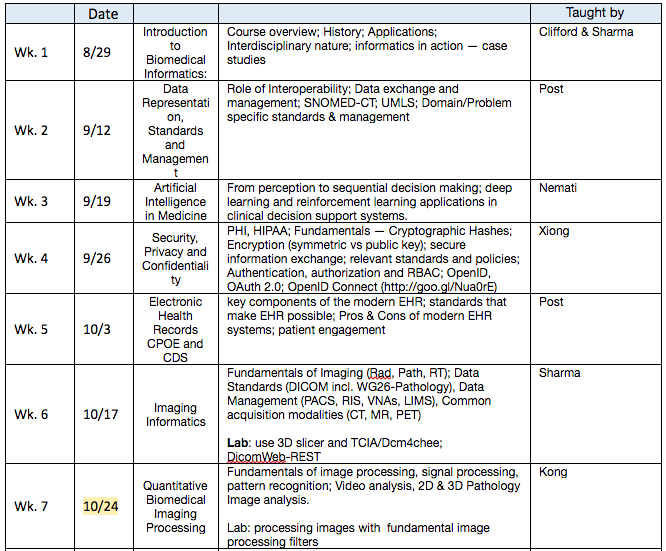 Date
Taught by
Wk. 1
8/29
Introduction
to
Biomedical
Informatics:
Course overview; History; Applications;
Interdisciplinary nature; informatics in action — case
studies
Clifford & Sharma
Wk. 2
9/12
Data
Representati
on,
Standards
and
Managemen
t
Role of Interoperability; Data exchange and
management; SNOMED-CT; UMLS; Domain/Problem
specific standards & management
Post
Wk. 3
9/19
Artificial
Intelligence
in Medicine
From perception to sequential decision making; deep
learning and reinforcement learning applications in
clinical decision support systems.
Nemati
Wk. 4
9/26
Security,
Privacy and
Confidentiali
ty
PHI, HIPAA; Fundamentals — Cryptographic Hashes;
Encryption (symmetric vs public key); secure
information exchange; relevant standards and policies;
Authentication, authorization and RBAC; OpenID,
OAuth 2.0; OpenID Connect (http://goo.gl/Nua0rE)
Xiong
Wk. 5
10/3
Electronic
Health
Records
CPOE and
CDS
key components of the modern EHR; standards that
make EHR possible; Pros & Cons of modern EHR
systems; patient engagement
Post
Wk. 6
10/17
Imaging
Informatics
Fundamentals of Imaging (Rad, Path, RT); Data
Standards (DICOM incl. WG26-Pathology), Data
Management (PACS, RIS, VNAs, LIMS), Common
acquisition modalities (CT, MR, PET)
Lab: use 3D slicer and TCIA/Dcm4chee;
DicomWeb-REST
Sharma
Wk. 7
10/24
Quantitative
Biomedical
Imaging
Processing
Fundamentals of image processing, signal processing,
pattern recognition; Video analysis, 2D & 3D Pathology
Image analysis.
Lab: processing images with fundamental image
processing filters
Kong